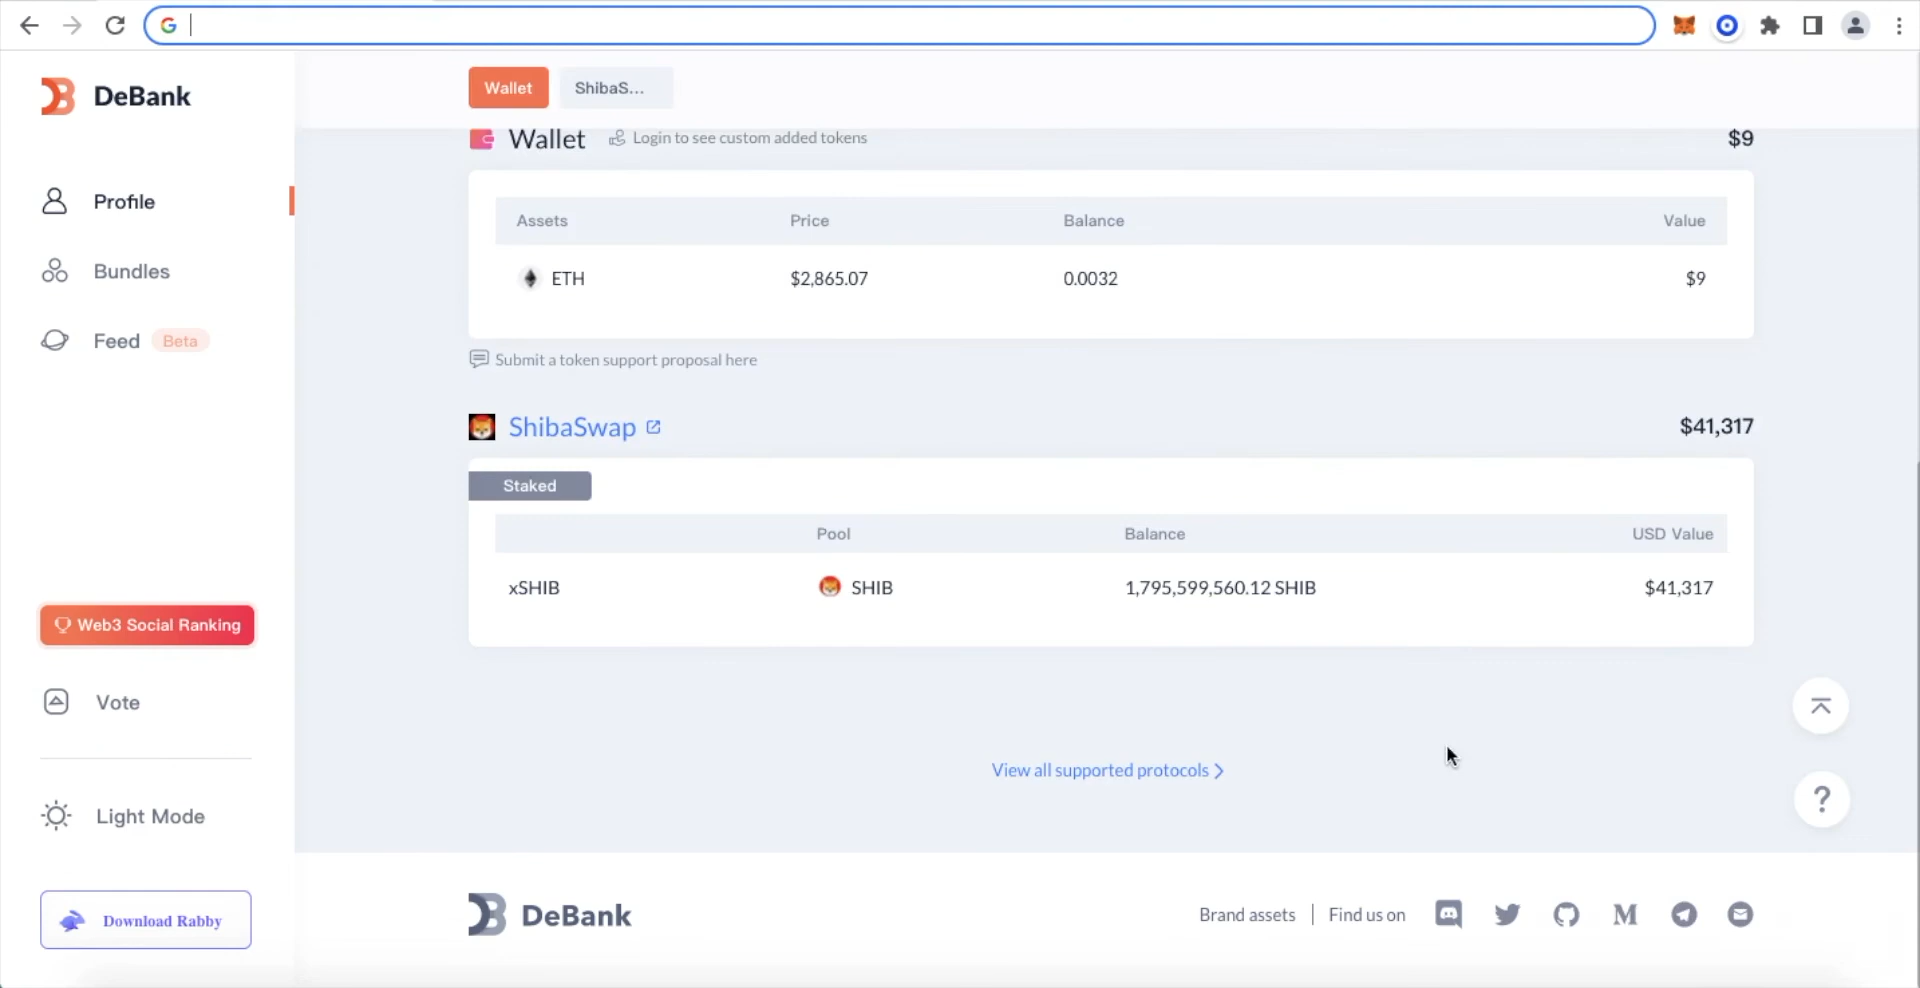 DeBank
Wallet
ShibaS...
Wallet
Login to see custom added tokens
$9
Profile
Bundles
Feed Beta
Assets Price Balance Value
ETH $2,865.07 0.0032 $9
Submit a token support proposal here
ShibaSwap
$41,317
Staked
Pool Balance USD Value
xSHIB SHIB 1,795,599,560.12 SHIB $41,317
Web3 Social Ranking
Vote
View all supported protocols
?
Light Mode
Download Rabby
DeBank
Brand assets | Find us on